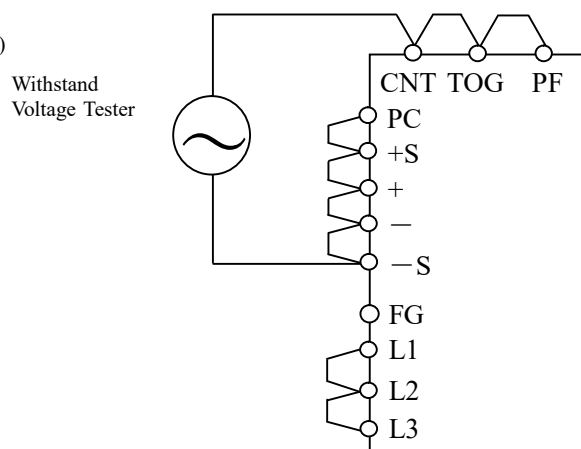 )
Withstand
Voltage Tester
CNT TOG PF
PC
+S
+
−
−S
FG
L1
L2
L3